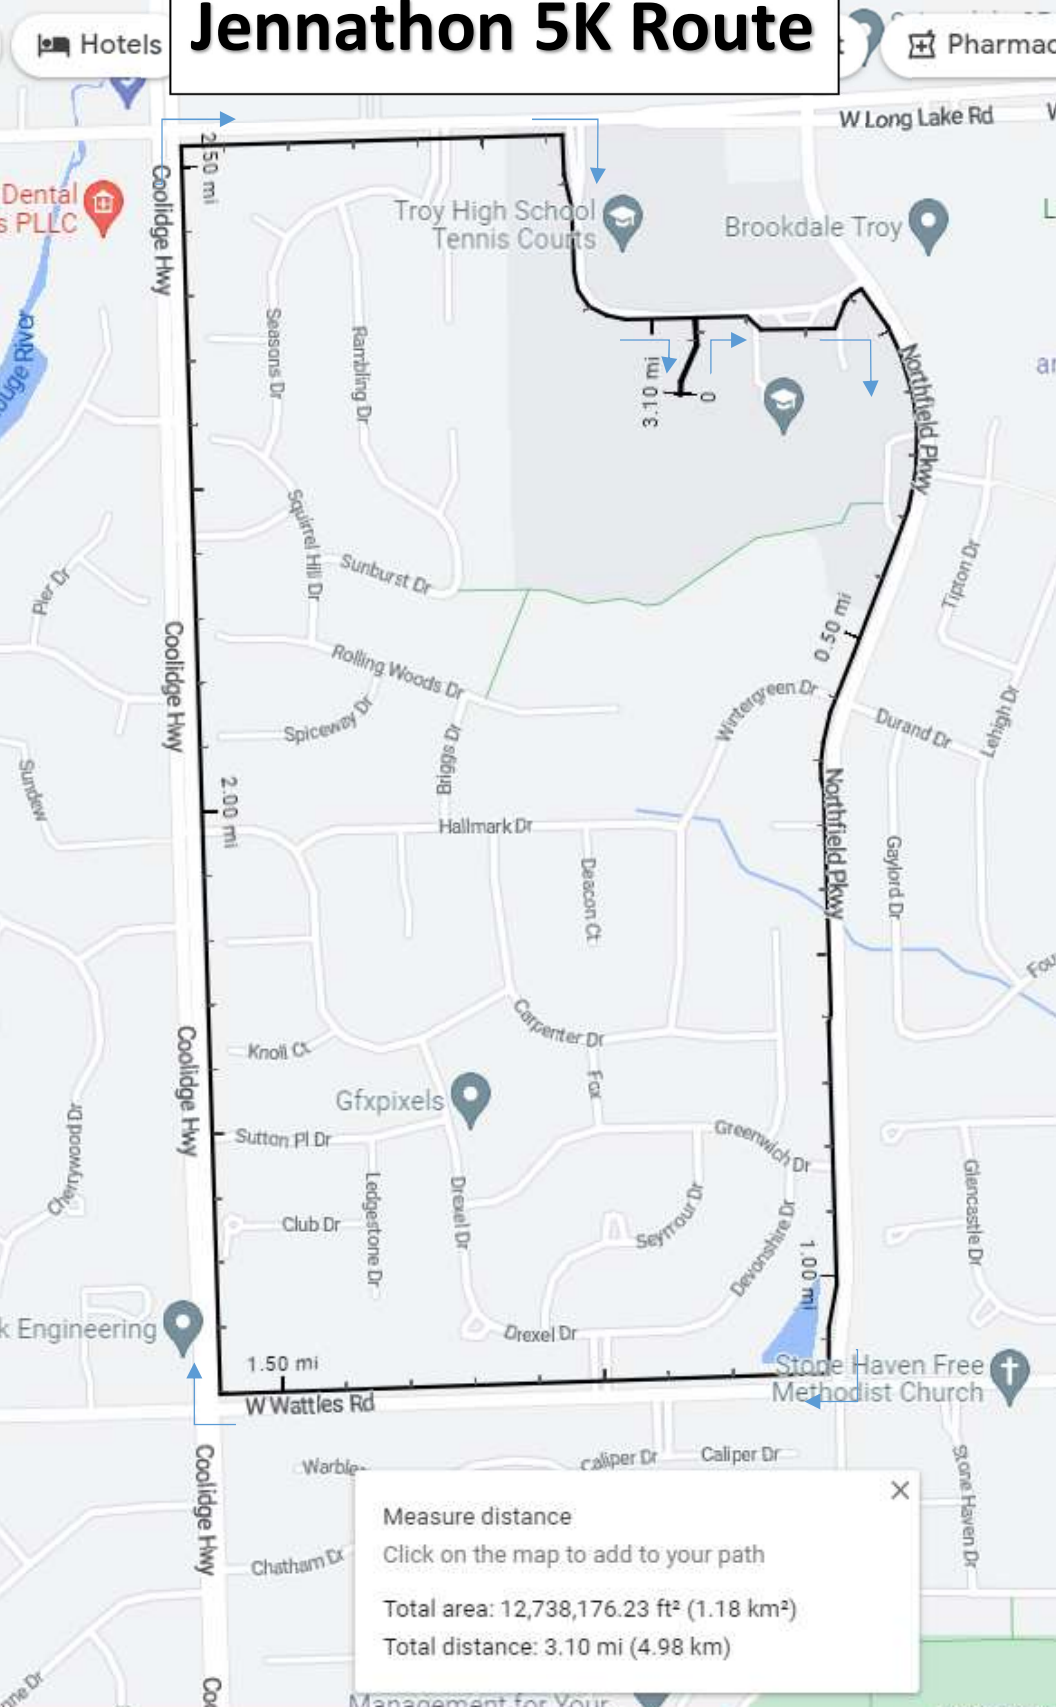 Jennathon 5K Route
Hotels
Pharmac
W Long Lake Rd
W
2.50 mi
Coolidge Hwy
Dental
s PLLC
Troy High School
Tennis Courts
Brookdale Troy
L
ouge River
Seasons Dr
Rambling Dr
3.10 mi
0
Northfield Pkwy
ar
Squirrel Hill Dr
Sunburst Dr
Pier Dr
Tipton Dr
0.50 mi
Coolidge Hwy
Rolling Woods Dr
Wintergreen Dr
Spiceway Dr
Durand Dr
Lehigh Dr
Briggs Dr
Sundew
2.00 mi
Northfield Pkwy
Hallmark Dr
Deacon Ct
Gaylord Dr
Fou
Coolidge Hwy
Carpenter Dr
Knoll Ct
Fox
Gfxpixels
Cherrywood Dr
Sutton Pl Dr
Greenwich Dr
Ledgestone Dr
Drexel Dr
Seymour Dr
Devonshire Dr
Glencastle Dr
Club Dr
1.00 mi
k Engineering
Drexel Dr
1.50 mi
Stone Haven Free
Methodist Church
W Wattles Rd
Coolidge Hwy
Caliper Dr
Caliper Dr
Warble
Stone Haven Dr
Chatham Dr
Measure distance
Click on the map to add to your path
Total area: 12,738,176.23 ft² (1.18 km²)
Total distance: 3.10 mi (4.98 km)
nne Dr
Coo
Management for Your